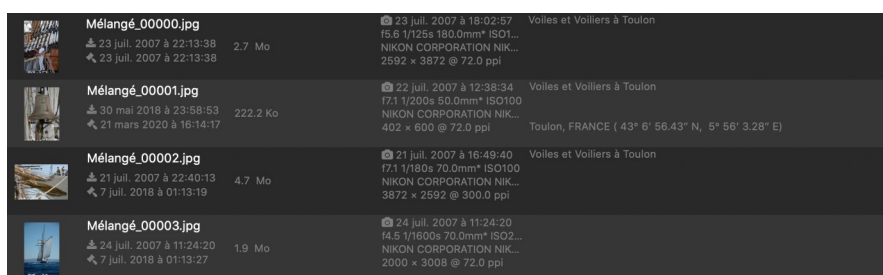 Mélangé_00000.jpg
23 juil. 2007 à 22:13:38
23 juil. 2007 à 22:13:38
2.7 Mo
23 juil. 2007 à 18:02:57
f5.6 1/125s 180.0mm* ISO1...
NIKON CORPORATION NIK...
2592 × 3872 @ 72.0 ppi
Voiles et Voiliers à Toulon
Mélangé_00001.jpg
30 mai 2018 à 23:58:53
21 mars 2020 à 16:14:17
222.2 Ko
22 juil. 2007 à 12:38:34
f7.1 1/200s 50.0mm* ISO100
NIKON CORPORATION NIK...
402 × 600 @ 72.0 ppi
Voiles et Voiliers à Toulon
Toulon, FRANCE ( 43° 6' 56.43" N, 5° 56' 3.28" E)
Mélangé_00002.jpg
21 juil. 2007 à 22:40:13
7 juil. 2018 à 01:13:19
4.7 Mo
21 juil. 2007 à 16:49:40
f7.1 1/180s 70.0mm* ISO100
NIKON CORPORATION NIK...
3872 × 2592 @ 300.0 ppi
Voiles et Voiliers à Toulon
Mélangé_00003.jpg
24 juil. 2007 à 11:24:20
7 juil. 2018 à 01:13:27
1.9 Mo
24 juil. 2007 à 11:24:20
f4.5 1/1600s 70.0mm* ISO2...
NIKON CORPORATION NIK...
2000 × 3008 @ 72.0 ppi